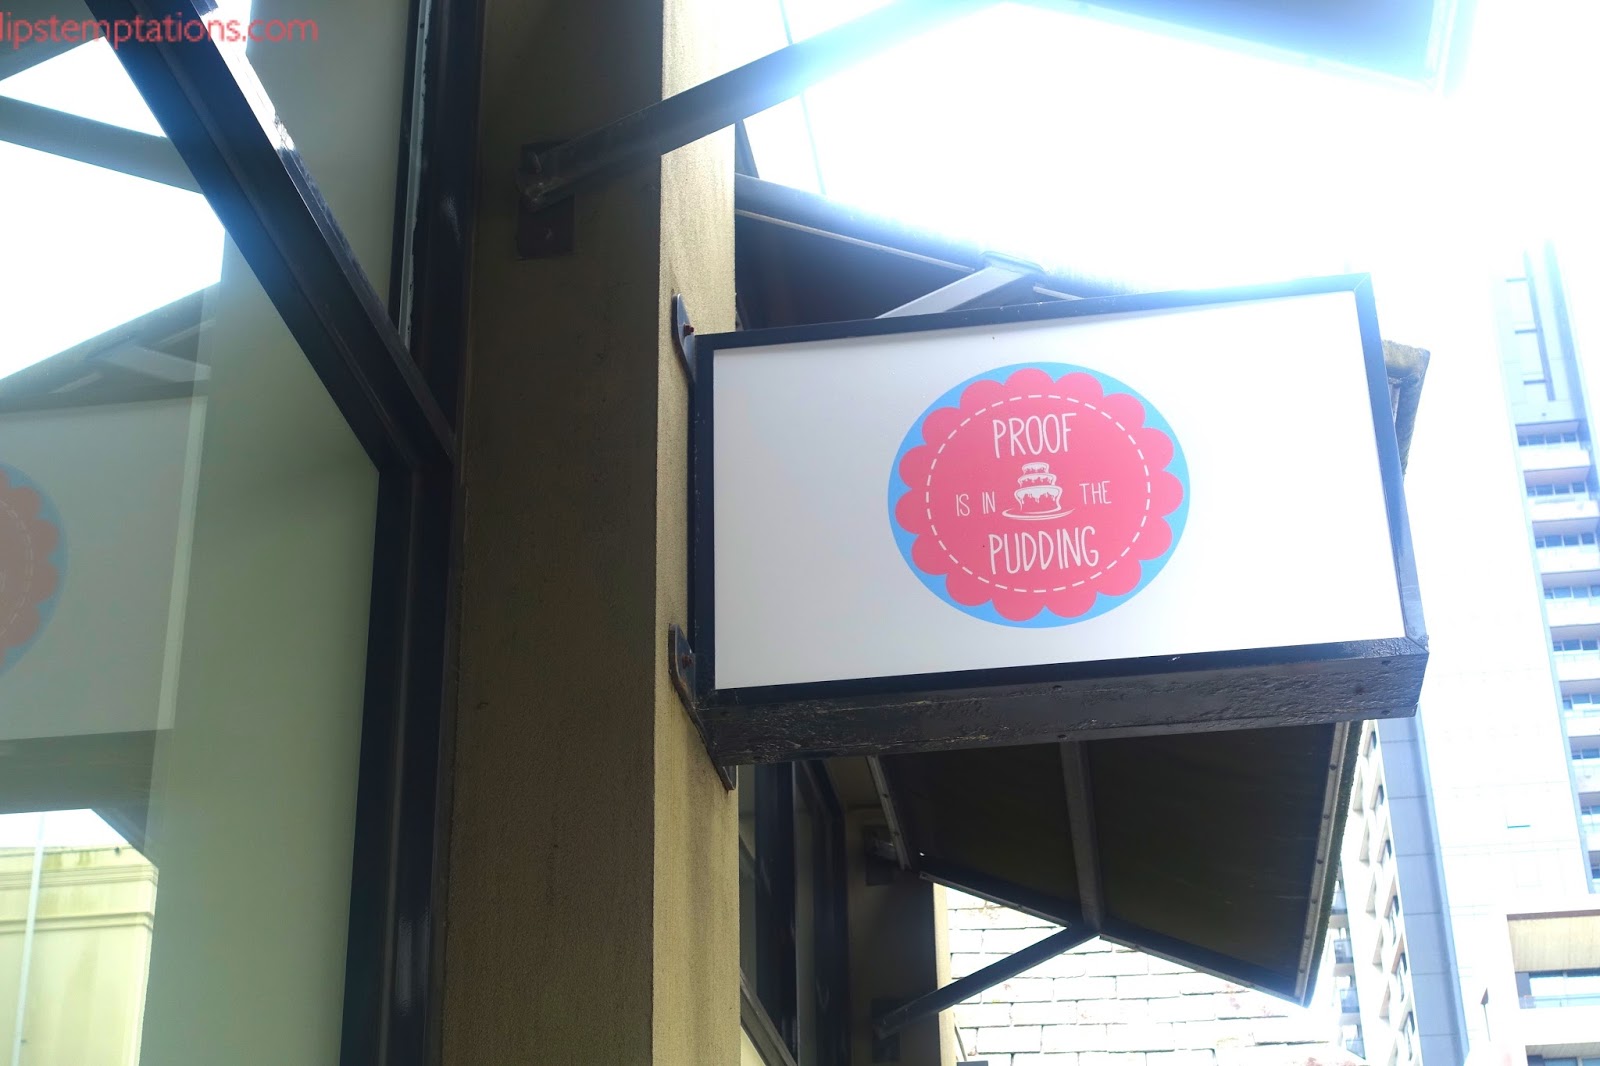 lipstemptations.com
PROOF
IS IN THE
PUDDING